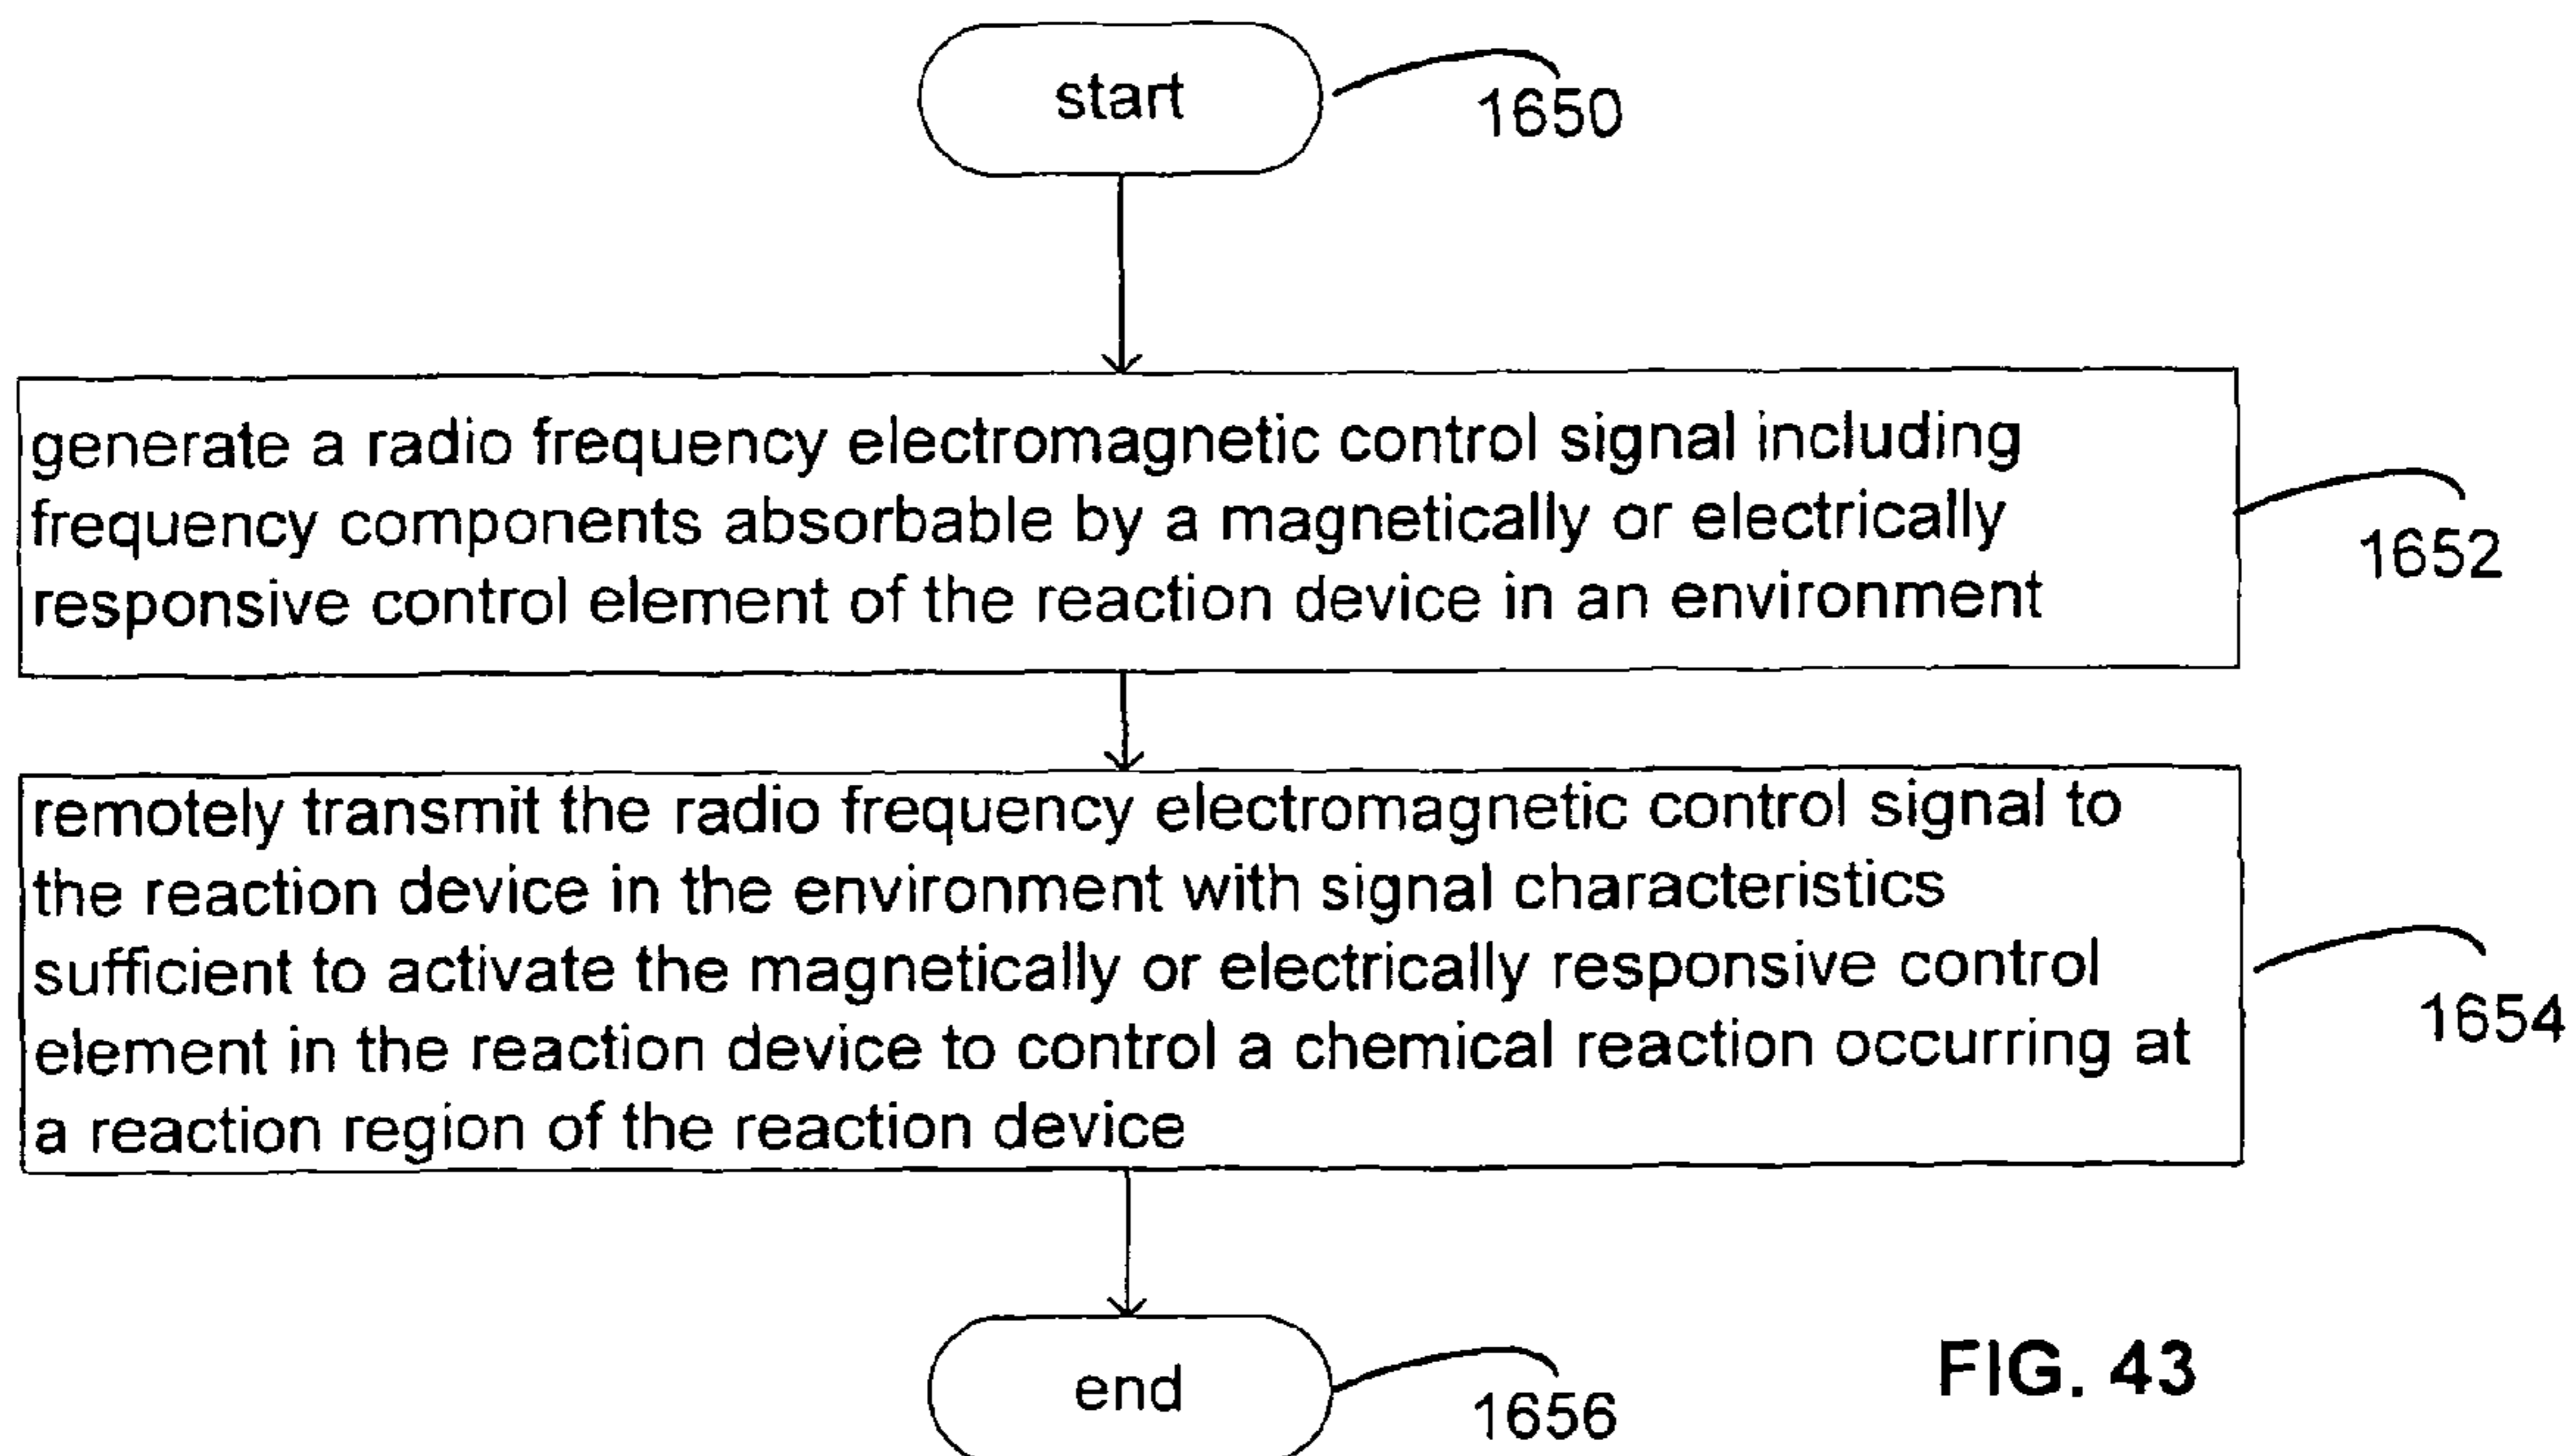 start
1650
generate a radio frequency electromagnetic control signal including
frequency components absorbable by a magnetically or electrically
responsive control element of the reaction device in an environment
1652
remotely transmit the radio frequency electromagnetic control signal to
the reaction device in the environment with signal characteristics
sufficient to activate the magnetically or electrically responsive control
element in the reaction device to control a chemical reaction occurring at
a reaction region of the reaction device
1654
end
1656
FIG. 43